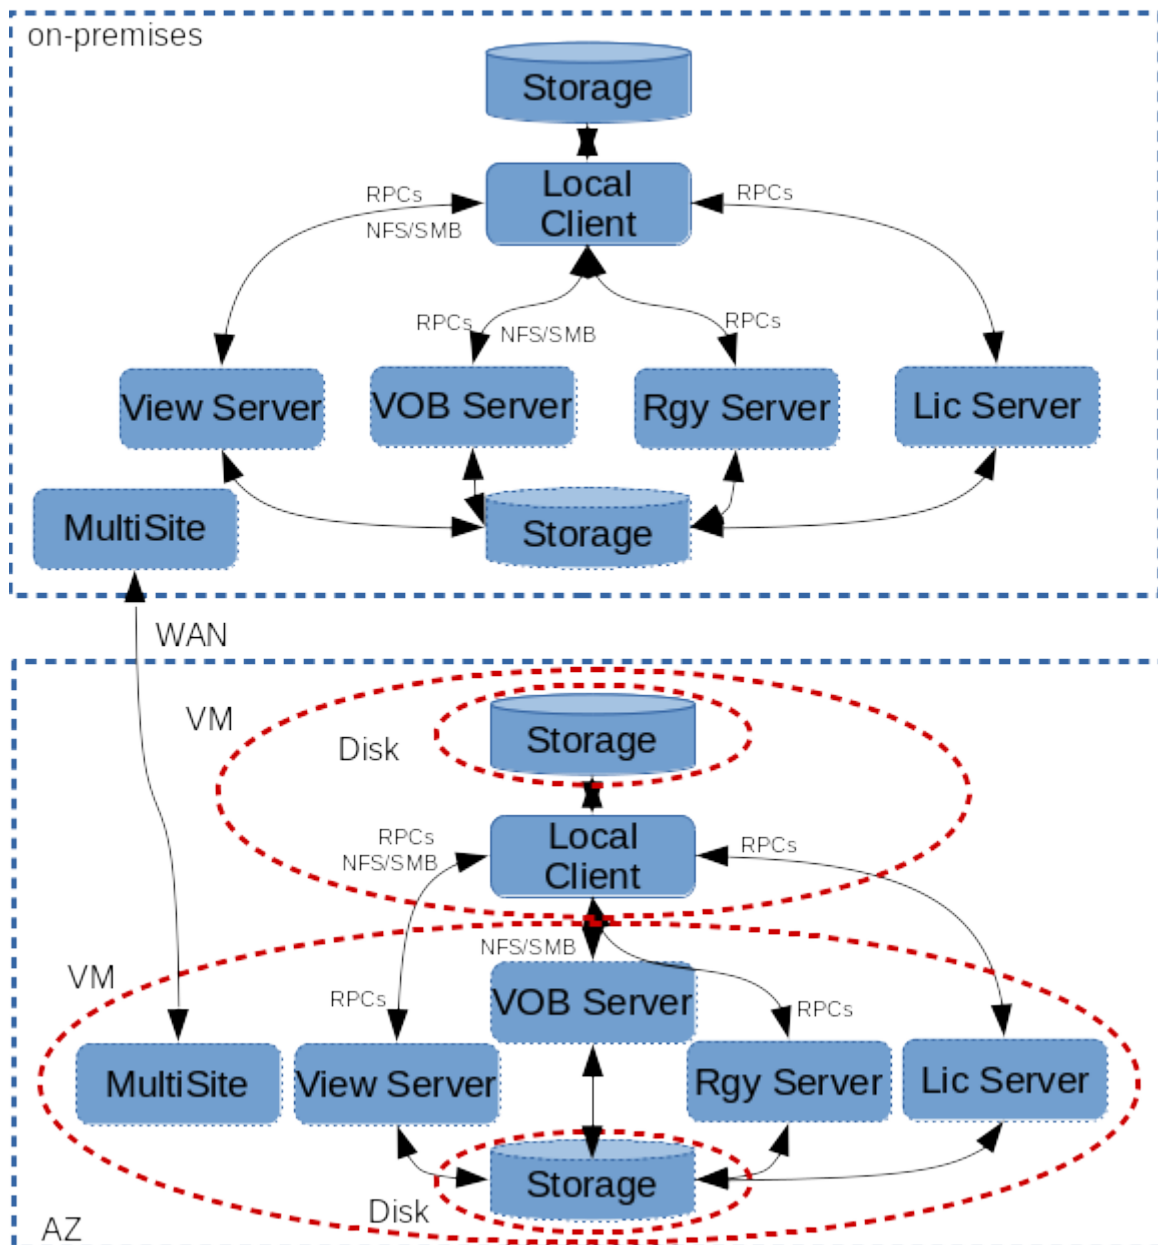 on-premises
Storage
Local
Client
RPCs
NFS/SMB
RPCs
RPCs
NFS/SMB
RPCs
View Server
VOB Server
Rgy Server
Lic Server
MultiSite
Storage
WAN
VM
Disk
Storage
Local
Client
RPCs
NFS/SMB
RPCs
VM
NFS/SMB
RPCs
VOB Server
RPCs
MultiSite
View Server
Rgy Server
Lic Server
Storage
Disk
AZ